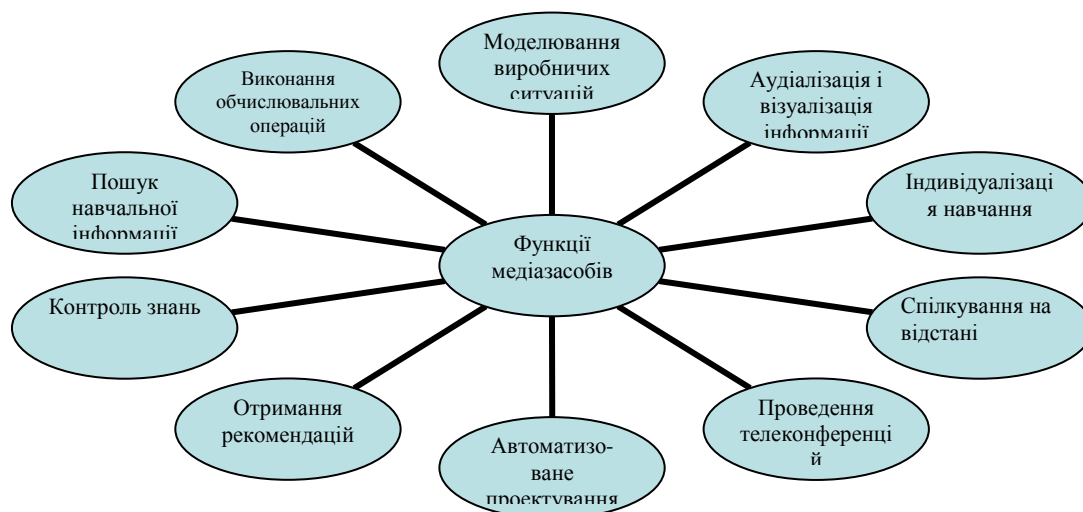 Моделювання
виробничих
ситуацій
Виконання
обчислювальних
операцій
Аудіалізація і
візуалізація
інформації
Пошук
навчальної
інформації
Індивідуалізаці
я навчання
Функції
медіазасобів
Контроль знань
Спілкування на
відстані
Отримання
рекомендацій
Проведення
телеконференці
й
Автоматизо-
ване
проектування